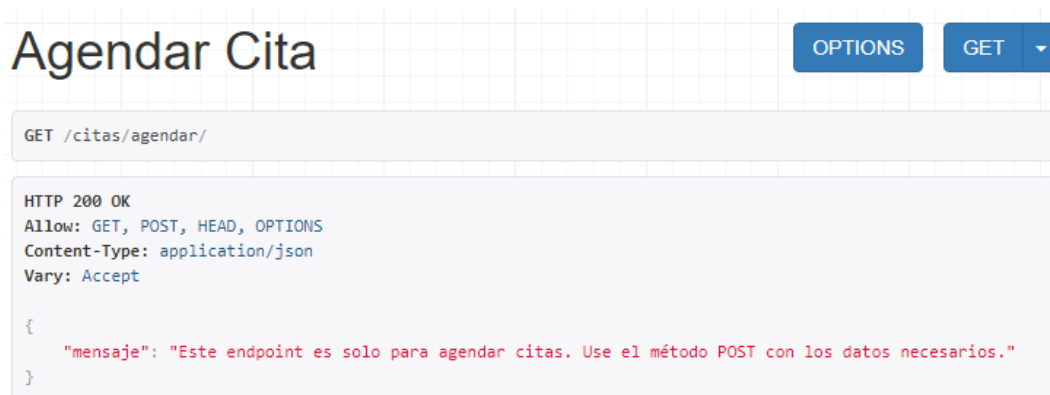 Agendar Cita
OPTIONS
GET
GET /citas/agendar/
HTTP 200 OK
Allow: GET, POST, HEAD, OPTIONS
Content-Type: application/json
Vary: Accept
{
    "mensaje": "Este endpoint es solo para agendar citas. Use el método POST con los datos necesarios."
}